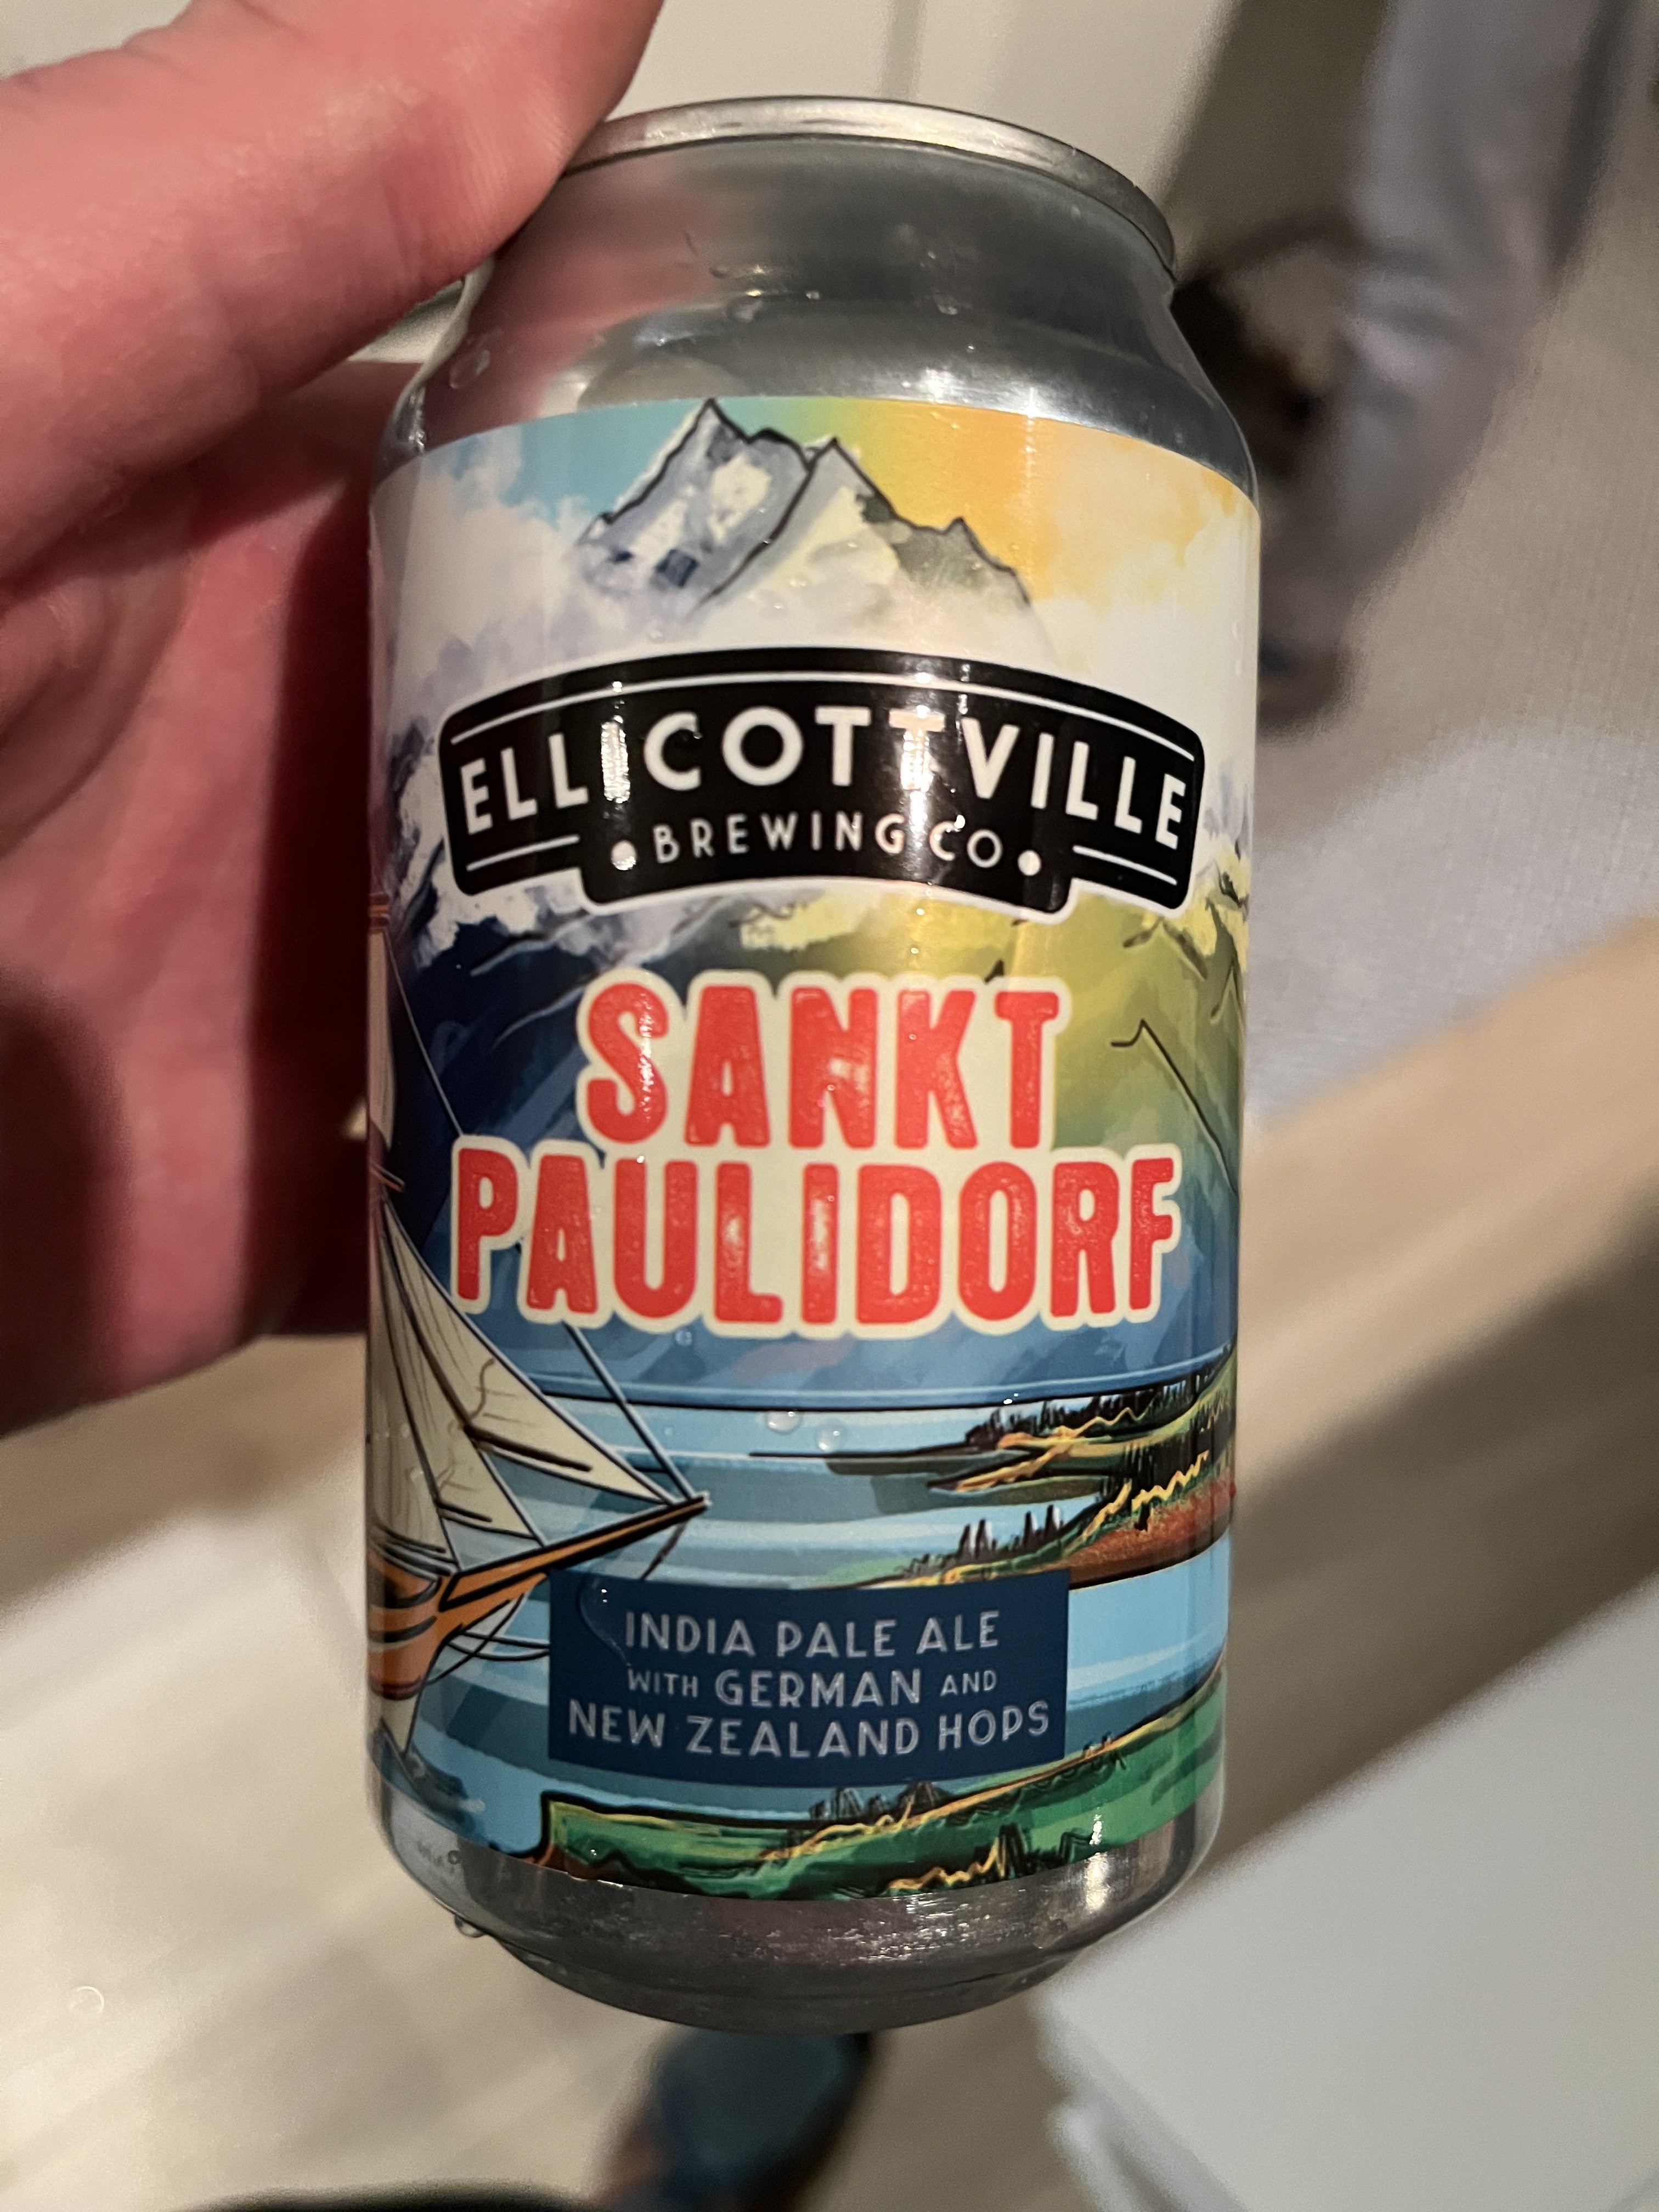 ELLICOTTVILLE
• BREWING CO •
SANKT
PAULIDORF
INDIA PALE ALE
WITH GERMAN AND
NEW ZEALAND HOPS